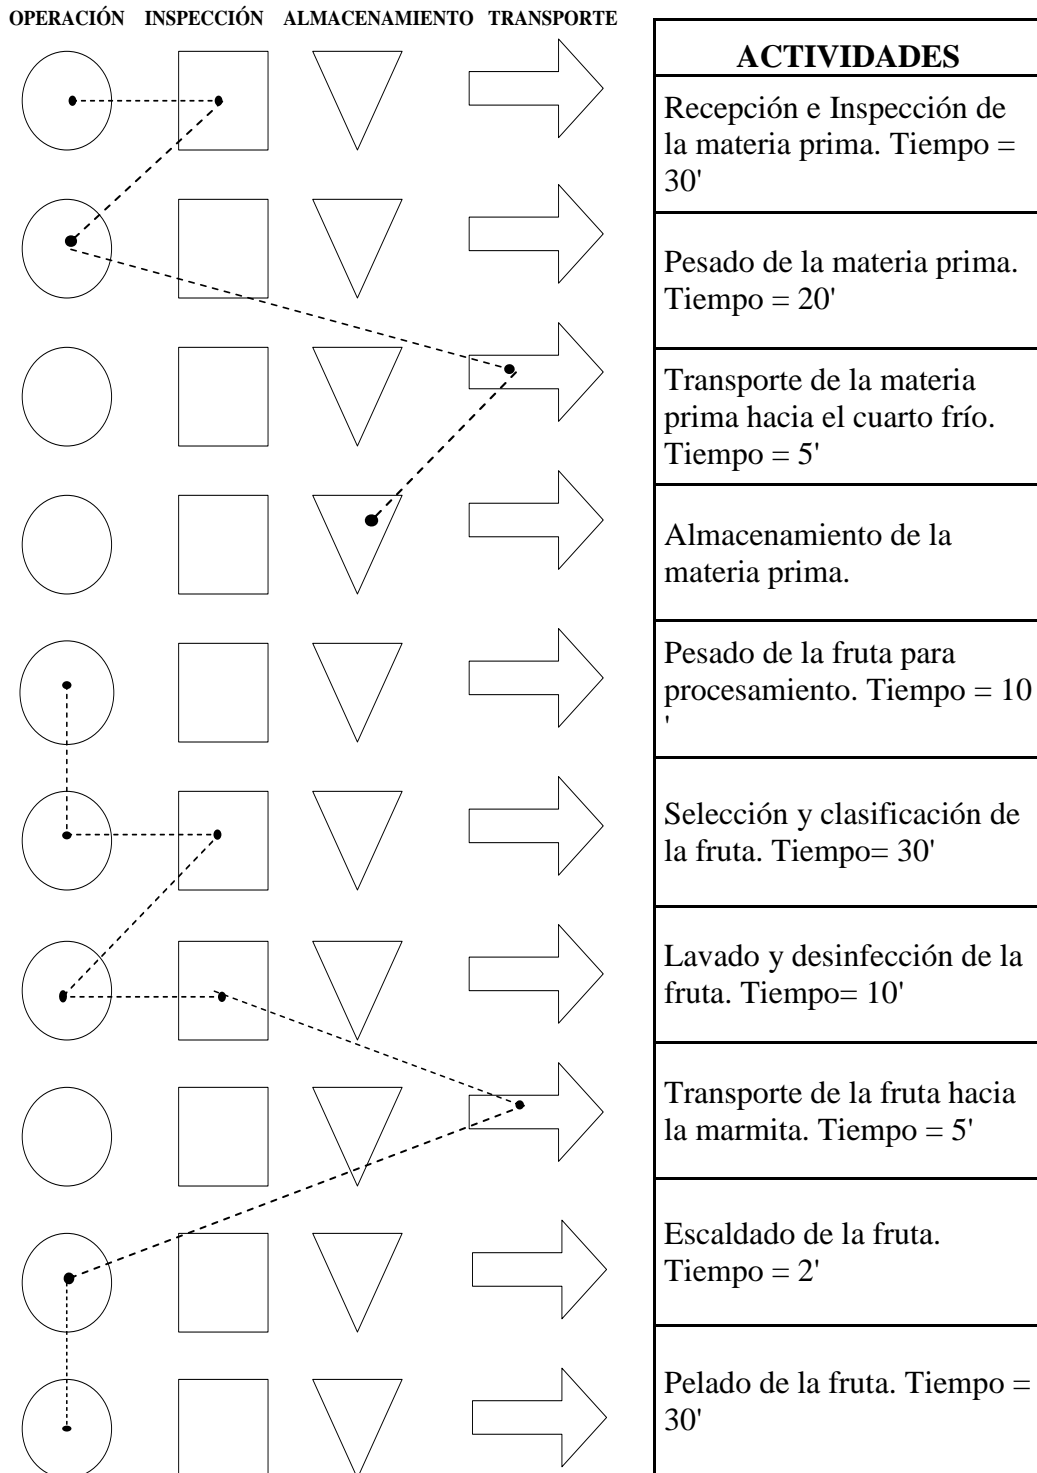 OPERACIÓN INSPECCIÓN ALMACENAMIENTO TRANSPORTE
ACTIVIDADES
Recepción e Inspección de
la materia prima. Tiempo =
30'
Pesado de la materia prima.
Tiempo = 20'
Transporte de la materia
prima hacia el cuarto frío.
Tiempo = 5'
Almacenamiento de la
materia prima.
Pesado de la fruta para
procesamiento. Tiempo = 10
'
Selección y clasificación de
la fruta. Tiempo= 30'
Lavado y desinfección de la
fruta. Tiempo= 10'
Transporte de la fruta hacia
la marmita. Tiempo = 5'
Escaldado de la fruta.
Tiempo = 2'
Pelado de la fruta. Tiempo =
30'